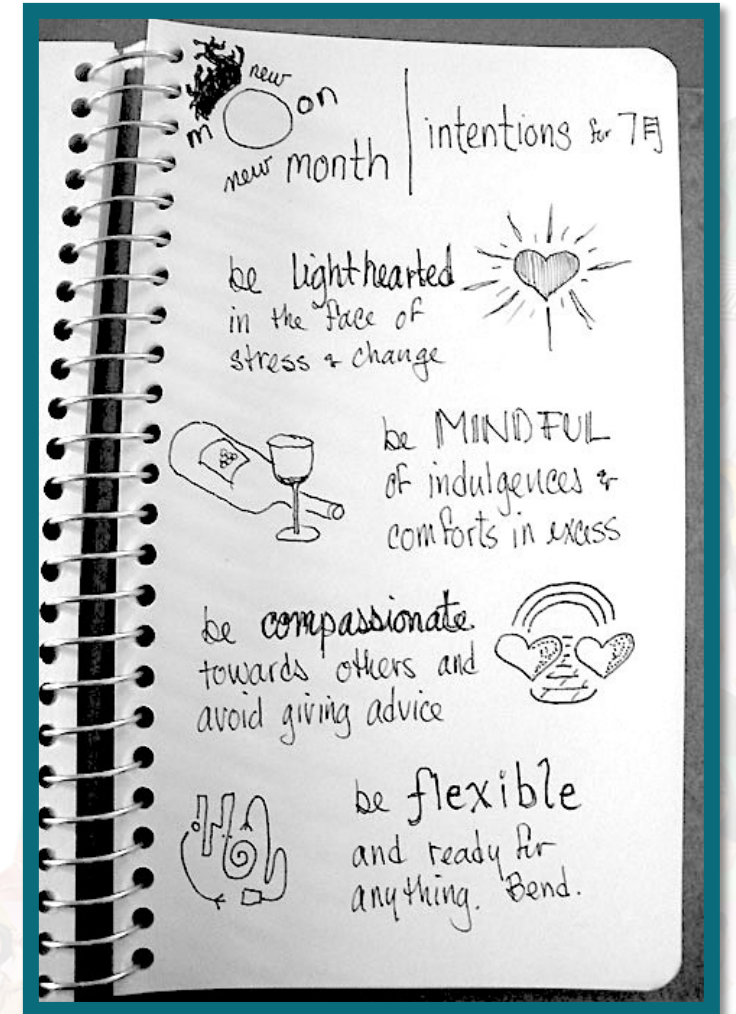 new moon
new month
intentions for 7月
be lighthearted
in the face of
stress & change
be MINDFUL
of indulgences &
comforts in excess
be compassionate
towards others and
avoid giving advice
be flexible
and ready for
anything. Bend.